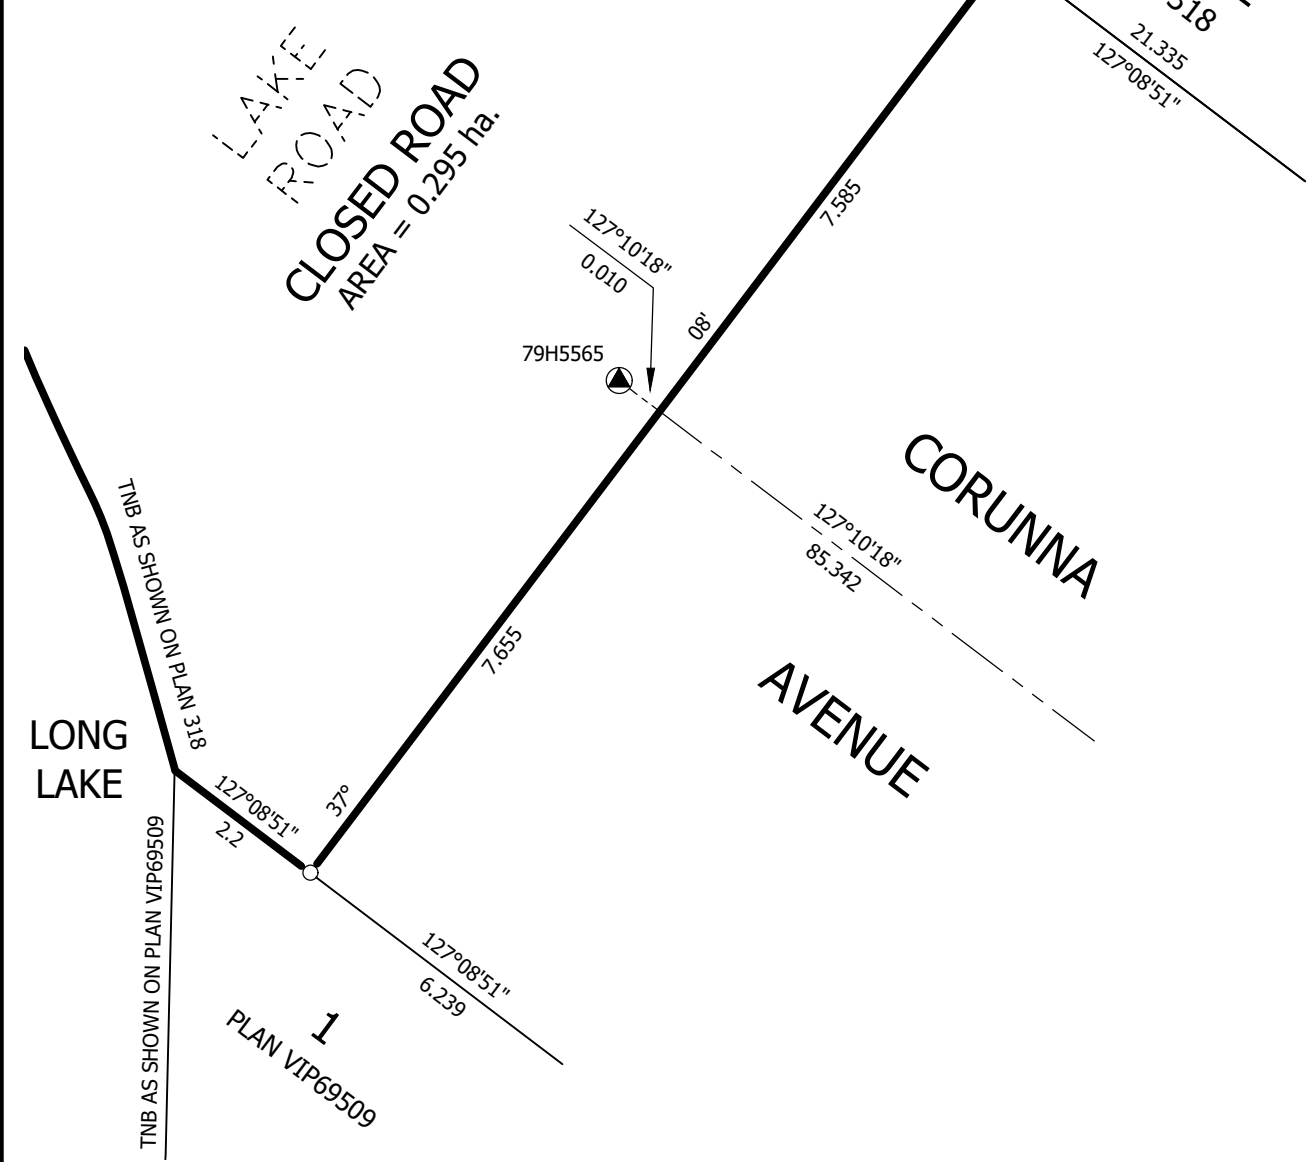 318
21.335
127°08'51"
LAKE
ROAD
CLOSED ROAD
AREA = 0.295 ha.
7.585
127°10'18"
0.010
08'
79H5565
CORUNNA
TNB AS SHOWN ON PLAN 318
127°10'18"
85.342
7.655
AVENUE
LONG
LAKE
127°08'51"
2.2
37°
TNB AS SHOWN ON PLAN VIP69509
127°08'51"
6.239
1
PLAN VIP69509